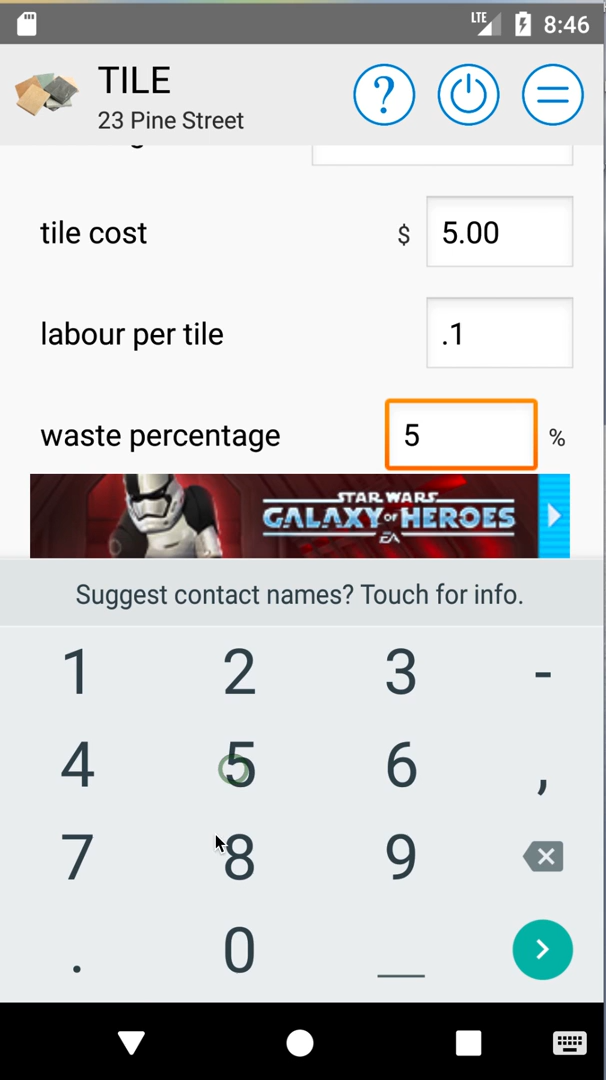 LTE 8:46
TILE
23 Pine Street
tile cost $ 5.00
labour per tile .1
waste percentage 5 %
STAR WARS
GALAXY OF HEROES
EA
Suggest contact names? Touch for info.
1 2 3 -
4 5 6 ,
7 8 9
. 0 _